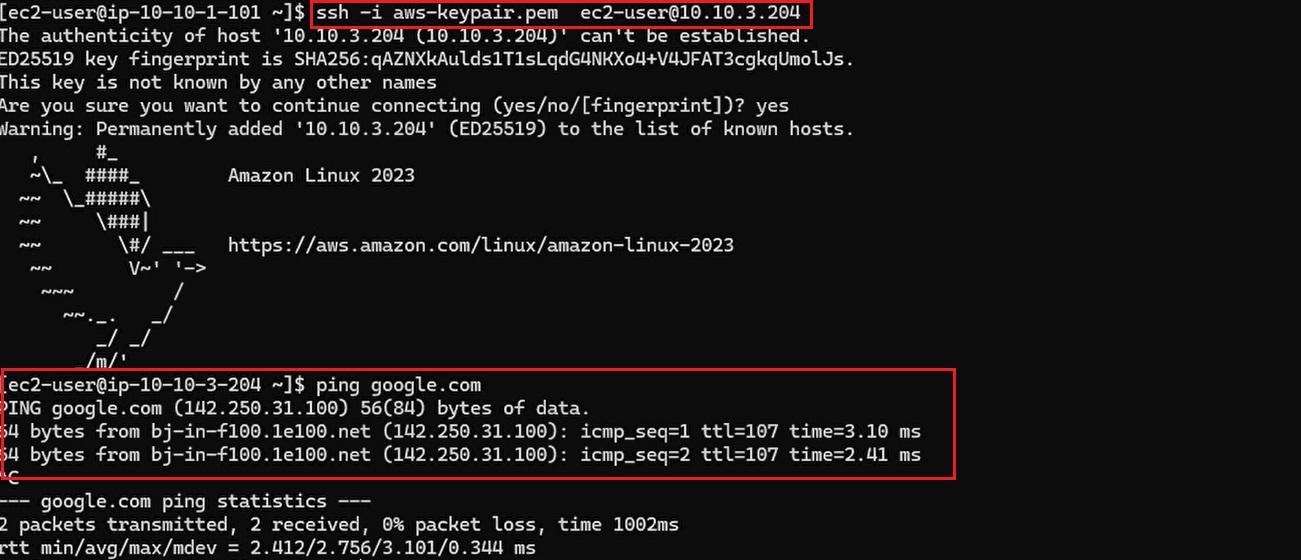 [ec2-user@ip-10-10-1-101 ~]$ ssh -i aws-keypair.pem  ec2-user@10.10.3.204
The authenticity of host '10.10.3.204 (10.10.3.204)' can't be established.
ED25519 key fingerprint is SHA256:qAZNXkAulds1T1sLqdG4NKXo4+V4JFAT3cgkqUmolJs.
This key is not known by any other names
Are you sure you want to continue connecting (yes/no/[fingerprint])? yes
Warning: Permanently added '10.10.3.204' (ED25519) to the list of known hosts.
   ,     #_
   ~\_  ####_        Amazon Linux 2023
  ~~  \_#####\
  ~~     \###|
  ~~       \#/ ___   https://aws.amazon.com/linux/amazon-linux-2023
   ~~       V~' '->
    ~~~         /
      ~~._.   _/
         _/ _/
       _/m/'
[ec2-user@ip-10-10-3-204 ~]$ ping google.com
PING google.com (142.250.31.100) 56(84) bytes of data.
64 bytes from bj-in-f100.1e100.net (142.250.31.100): icmp_seq=1 ttl=107 time=3.10 ms
64 bytes from bj-in-f100.1e100.net (142.250.31.100): icmp_seq=2 ttl=107 time=2.41 ms
^C
--- google.com ping statistics ---
2 packets transmitted, 2 received, 0% packet loss, time 1002ms
rtt min/avg/max/mdev = 2.412/2.756/3.101/0.344 ms